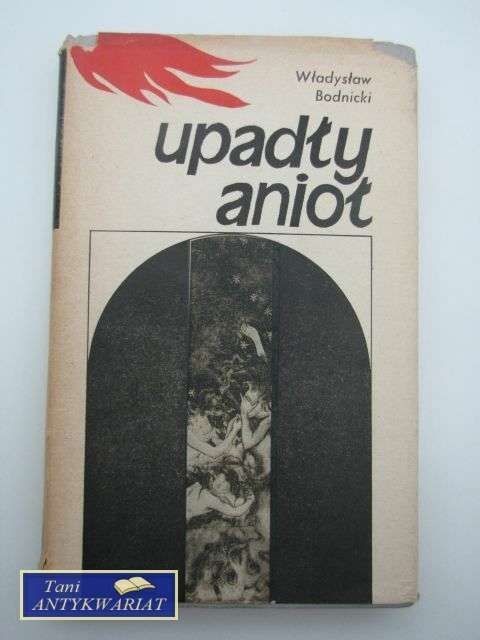 Władysław
Bodnicki
upadły
anioł
Tani
ANTYKWARIAT